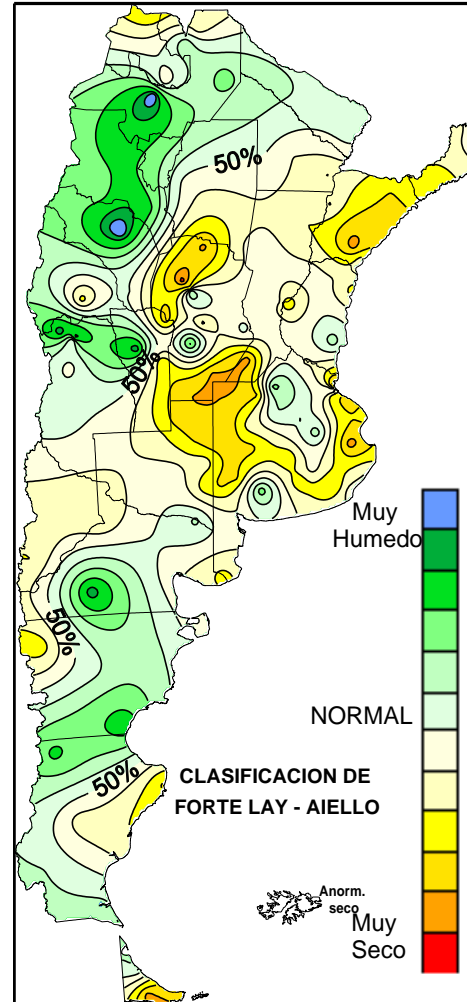 50%
50%
Muy
Humedo
50%
NORMAL
50%
CLASIFICACION DE
FORTE LAY - AIELLO
Anorm.
seco
Muy
Seco